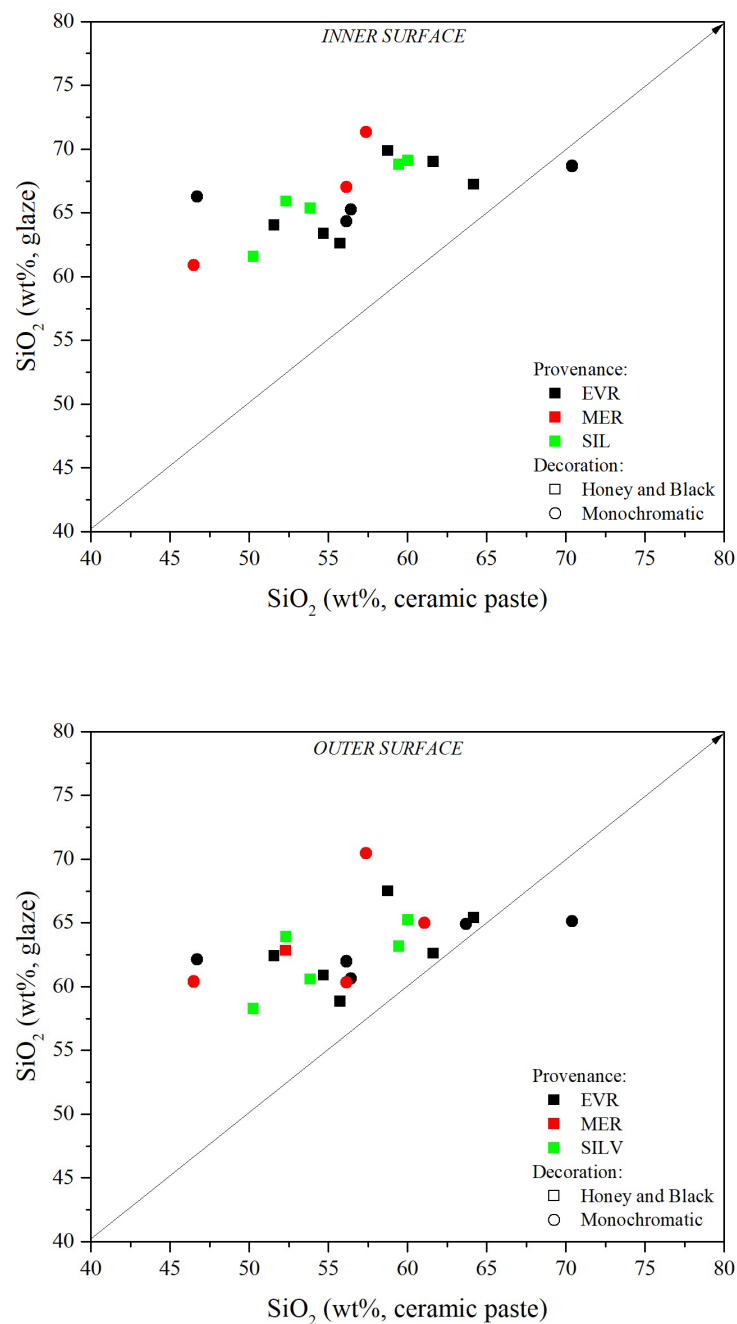 INNER SURFACE
80
75
70
65
60
55
50
45
40
SiO2 (wt%, glaze)
Provenance:
EVR
MER
SIL
Decoration:
Honey and Black
Monochromatic
40 45 50 55 60 65 70 75 80
SiO2 (wt%, ceramic paste)
OUTER SURFACE
80
75
70
65
60
55
50
45
40
SiO2 (wt%, glaze)
Provenance:
EVR
MER
SILV
Decoration:
Honey and Black
Monochromatic
40 45 50 55 60 65 70 75 80
SiO2 (wt%, ceramic paste)